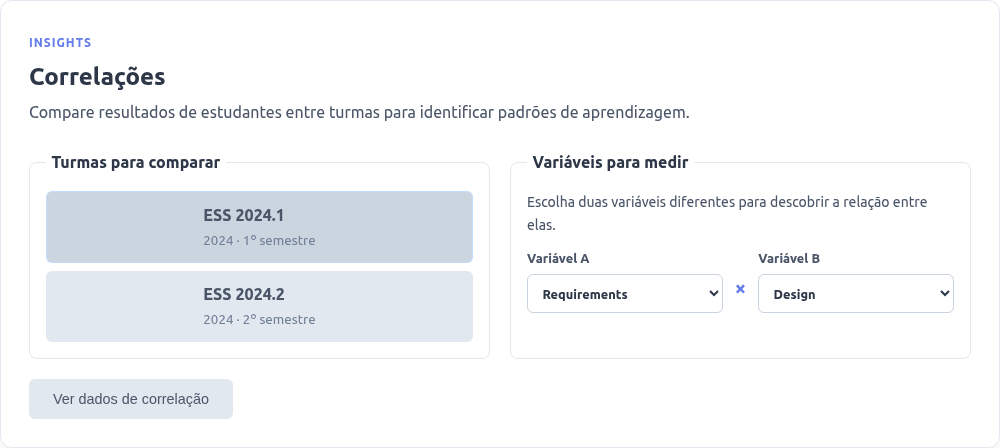 INSIGHTS
Correlações
Compare resultados de estudantes entre turmas para identificar padrões de aprendizagem.
Turmas para comparar
ESS 2024.1
2024 · 1º semestre
ESS 2024.2
2024 · 2º semestre
Variáveis para medir
Escolha duas variáveis diferentes para descobrir a relação entre
elas.
Variável A
Requirements
×
Variável B
Design
Ver dados de correlação